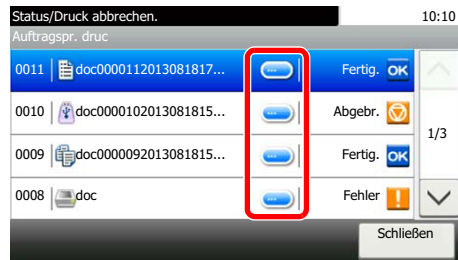 Status/Druck abbrechen. 10:10
Auftragspr. druc
0011 doc0000112013081817... Fertig. OK
0010 doc0000102013081815... Abgebr.
1/3
0009 doc0000092013081815... Fertig. OK
0008 doc Fehler
Schließen